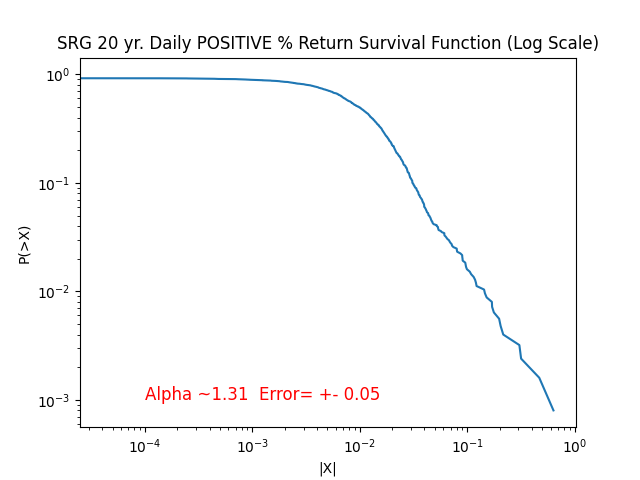 SRG 20 yr. Daily POSITIVE % Return Survival Function (Log Scale)
P(>X)
10⁰
10⁻¹
10⁻²
10⁻³
Alpha ~1.31  Error= +- 0.05
10⁻⁴ 10⁻³ 10⁻² 10⁻¹ 10⁰
|X|